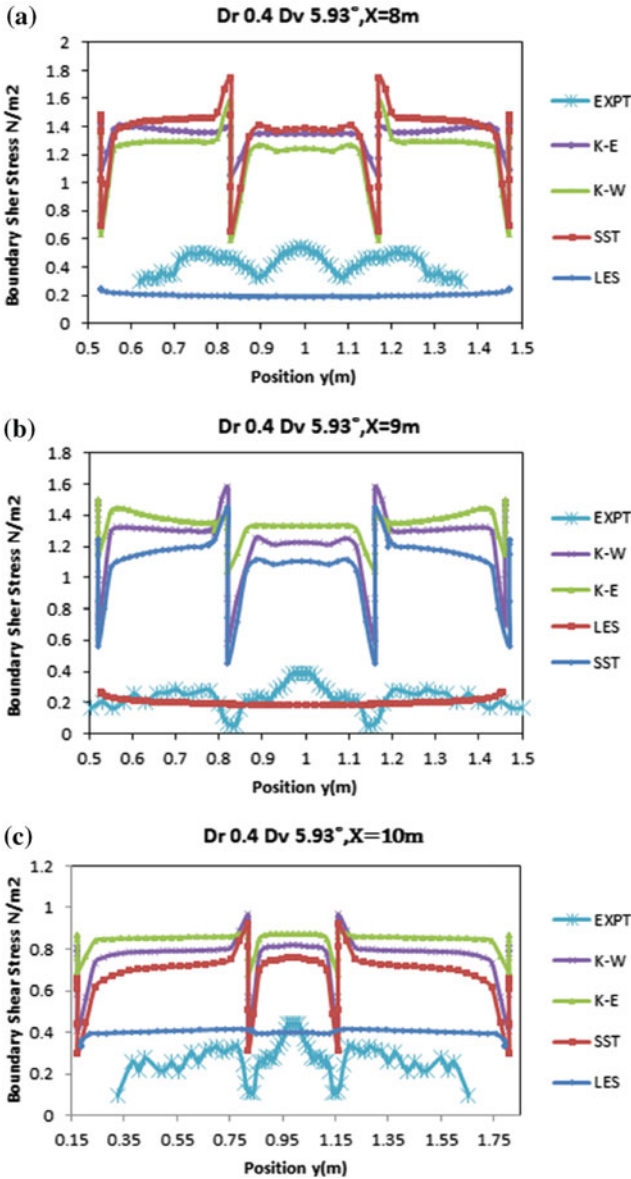 (a)
Dr 0.4 Dv 5.93°,X=8m
Boundary Sher Stress N/m2
2
1.8
1.6
1.4
1.2
1
0.8
0.6
0.4
0.2
0
0.5 0.6 0.7 0.8 0.9 1 1.1 1.2 1.3 1.4 1.5
Position y(m)
EXPT
K-E
K-W
SST
LES
(b)
Dr 0.4 Dv 5.93°,X=9m
Boundary Sher Stress N/m2
1.8
1.6
1.4
1.2
1
0.8
0.6
0.4
0.2
0
0.5 0.6 0.7 0.8 0.9 1 1.1 1.2 1.3 1.4 1.5
Position y(m)
EXPT
K-W
K-E
LES
SST
(c)
Dr 0.4 Dv 5.93°,X=10m
Boundary Shear Stress N/m2
1.2
1
0.8
0.6
0.4
0.2
0
0.15 0.35 0.55 0.75 0.95 1.15 1.35 1.55 1.75
Position y(m)
EXPT
K-W
K-E
SST
LES